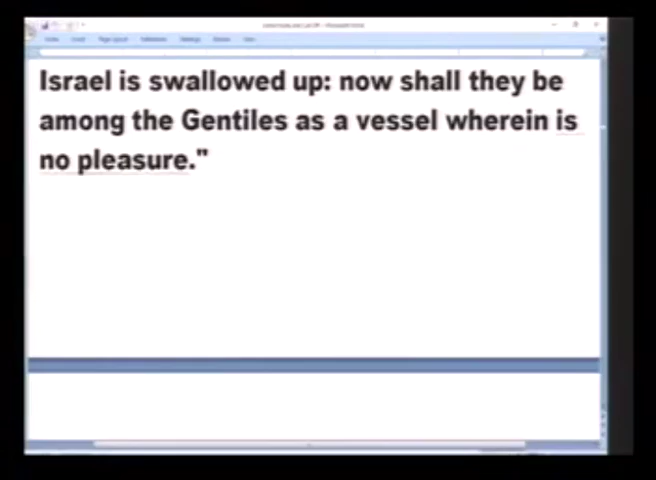 Israel is swallowed up: now shall they be
among the Gentiles as a vessel wherein is
no pleasure."